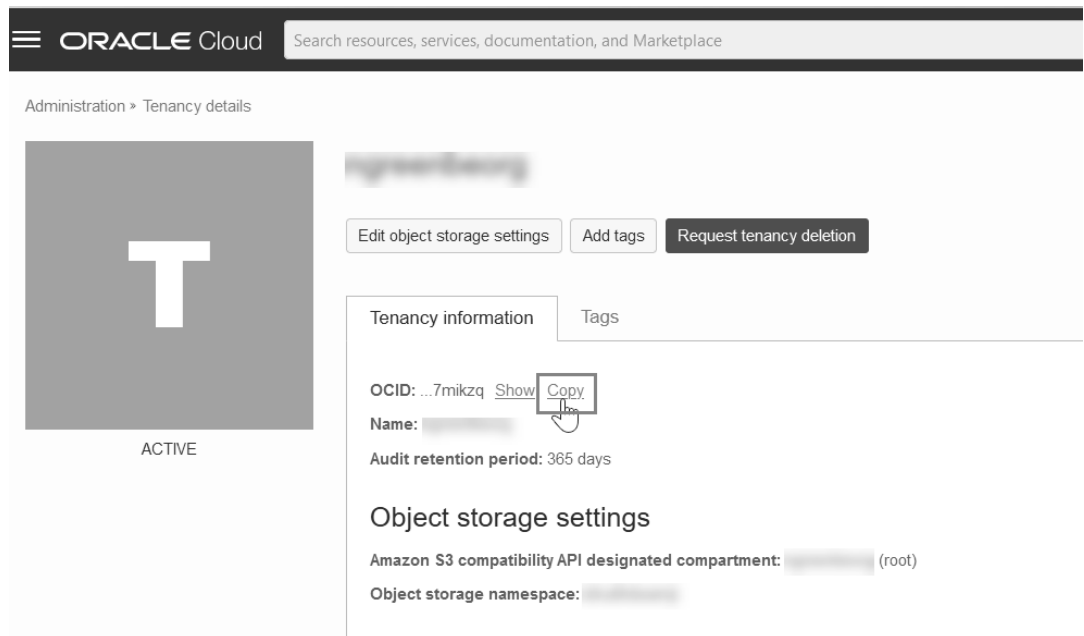 ORACLE Cloud Search resources, services, documentation, and Marketplace
Administration » Tenancy details
T
ACTIVE
Edit object storage settings Add tags Request tenancy deletion
Tenancy information Tags
OCID: ...7mikzq Show Copy
Name:
Audit retention period: 365 days
Object storage settings
Amazon S3 compatibility API designated compartment: (root)
Object storage namespace: